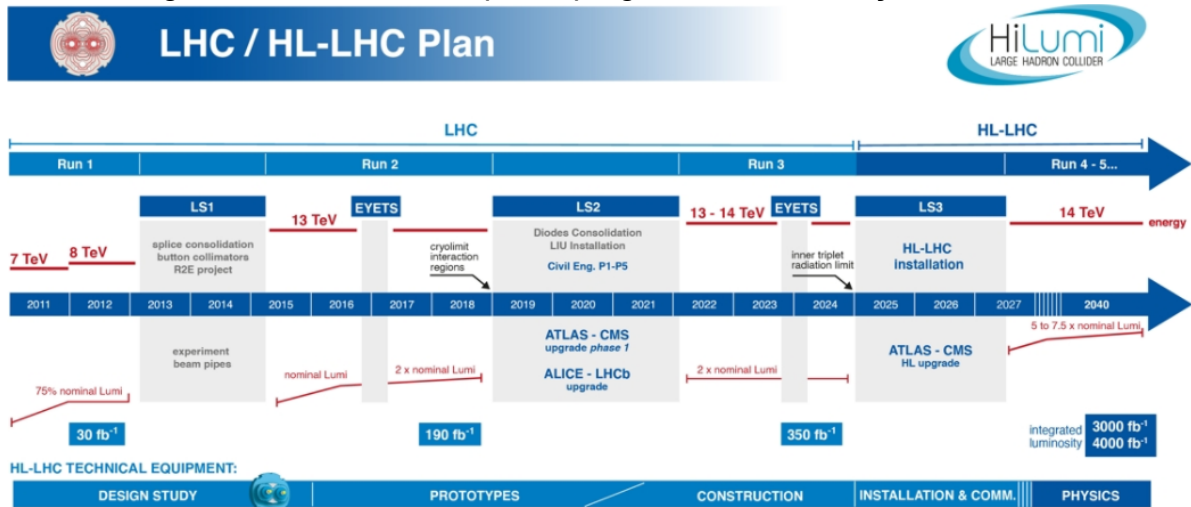 LHC / HL-LHC Plan
HiLumi
LARGE HADRON COLLIDER
LHC
HL-LHC
Run 1
Run 2
Run 3
Run 4 - 5...
LS1
EYETS
LS2
EYETS
LS3
13 TeV
13 - 14 TeV
14 TeV
energy
7 TeV
8 TeV
splice consolidation
button collimators
R2E project
cryolimit
interaction
regions
Diodes Consolidation
LIU Installation
Civil Eng. P1-P5
inner triplet
radiation limit
HL-LHC
installation
2011 2012 2013 2014 2015 2016 2017 2018 2019 2020 2021 2022 2023 2024 2025 2026 2027 2040
5 to 7.5 x nominal Lumi
experiment
beam pipes
ATLAS - CMS
upgrade phase 1
ALICE - LHCb
upgrade
ATLAS - CMS
HL upgrade
75% nominal Lumi
nominal Lumi
2 x nominal Lumi
2 x nominal Lumi
30 fb⁻¹
190 fb⁻¹
350 fb⁻¹
integrated
luminosity
3000 fb⁻¹
4000 fb⁻¹
HL-LHC TECHNICAL EQUIPMENT:
DESIGN STUDY
PROTOTYPES
CONSTRUCTION
INSTALLATION & COMM.
PHYSICS